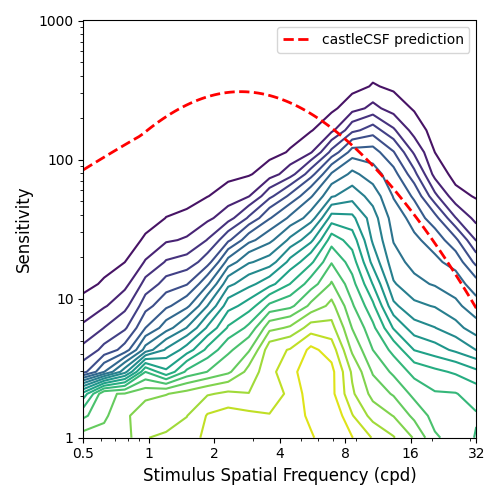 1000
castleCSF prediction
100
Sensitivity
10
1
0.5 1 2 4 8 16 32
Stimulus Spatial Frequency (cpd)